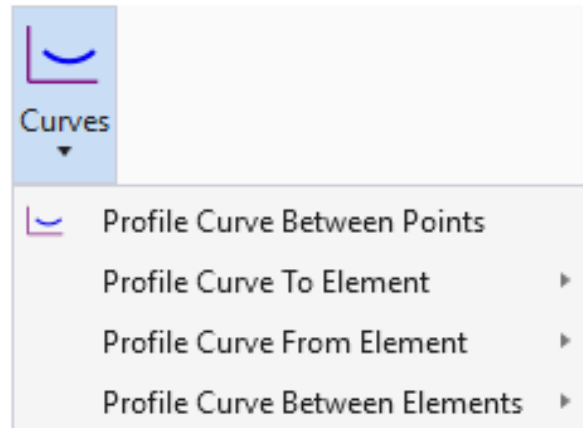 Curves
Profile Curve Between Points
Profile Curve To Element
Profile Curve From Element
Profile Curve Between Elements